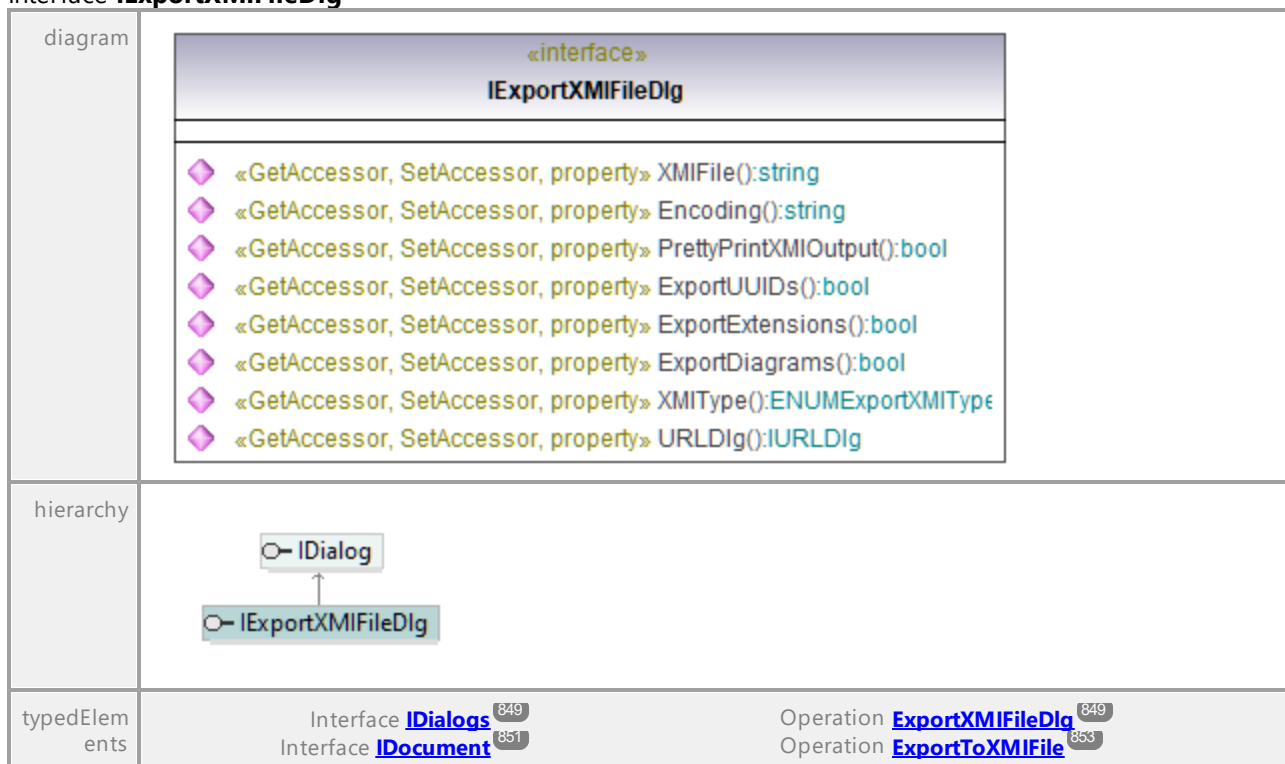 interface IExportXMIFileDlg
diagram
«interface»
IExportXMIFileDlg
«GetAccessor, SetAccessor, property» XMIFile():string
«GetAccessor, SetAccessor, property» Encoding():string
«GetAccessor, SetAccessor, property» PrettyPrintXMIOutput():bool
«GetAccessor, SetAccessor, property» ExportUUIDs():bool
«GetAccessor, SetAccessor, property» ExportExtensions():bool
«GetAccessor, SetAccessor, property» ExportDiagrams():bool
«GetAccessor, SetAccessor, property» XMIType():ENUMExportXMIType
«GetAccessor, SetAccessor, property» URLDlg():IURLDlg
hierarchy
IDialog
IExportXMIFileDlg
typedElem
ents
Interface IDialogs 849 Operation ExportXMIFileDlg 849
Interface IDocument 851 Operation ExportToXMIFile 853